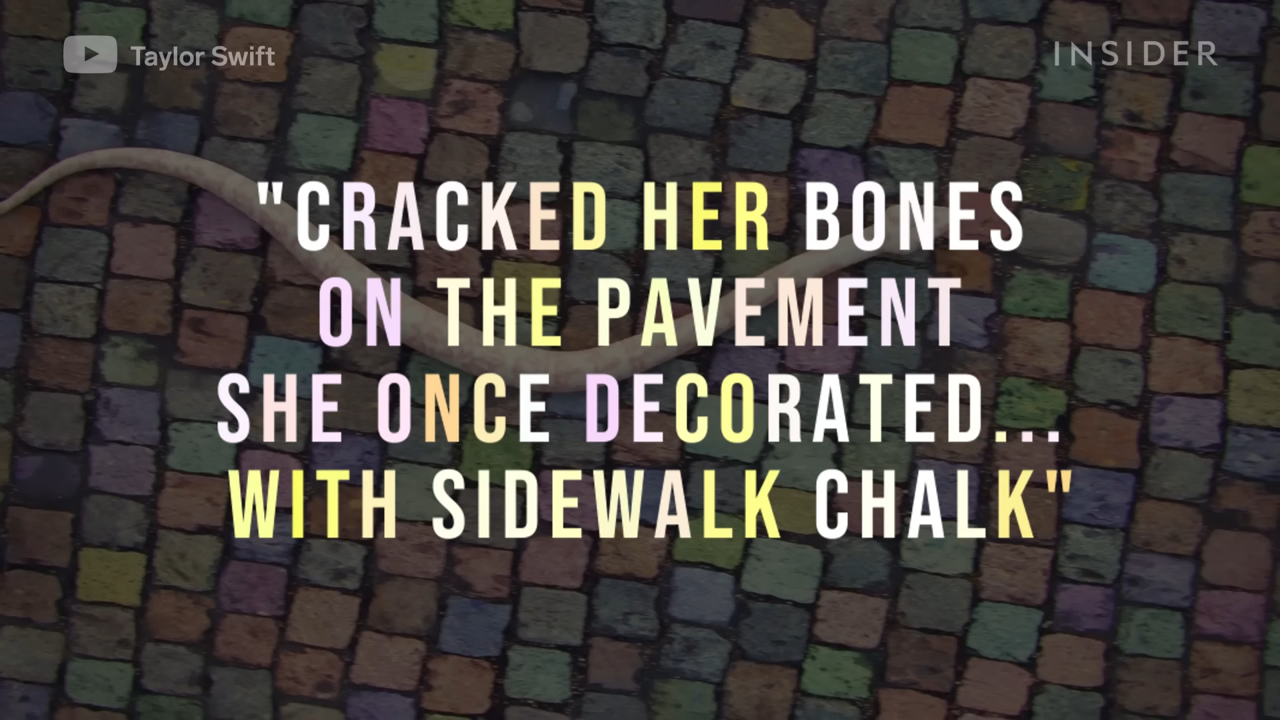 Taylor Swift
INSIDER
"CRACKED HER BONES
ON THE PAVEMENT
SHE ONCE DECORATED...
WITH SIDEWALK CHALK"